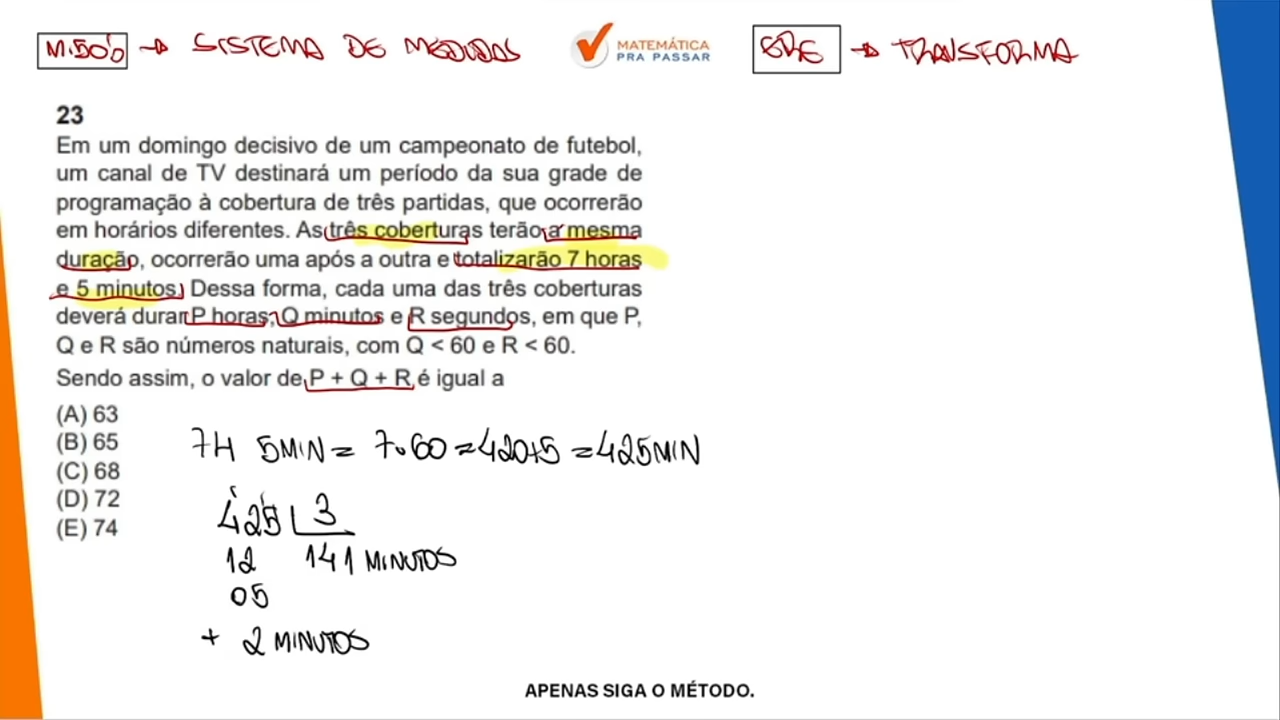 M.50% → SISTEMA DE MEDIDAS
MATEMÁTICA
PRA PASSAR
→ TRANSFORMA
23
Em um domingo decisivo de um campeonato de futebol,
um canal de TV destinará um período da sua grade de
programação à cobertura de três partidas, que ocorrerão
em horários diferentes. As três coberturas terão a mesma
duração, ocorrerão uma após a outra e totalizarão 7 horas
e 5 minutos. Dessa forma, cada uma das três coberturas
deverá durar P horas, Q minutos e R segundos, em que P,
Q e R são números naturais, com Q < 60 e R < 60.
Sendo assim, o valor de P + Q + R é igual a
(A) 63
(B) 65
(C) 68
(D) 72
(E) 74
7H 5MIN = 7.60 = 420+5 = 425MIN
425 3
12 141 MINUTOS
05
+ 2 MINUTOS
APENAS SIGA O MÉTODO.